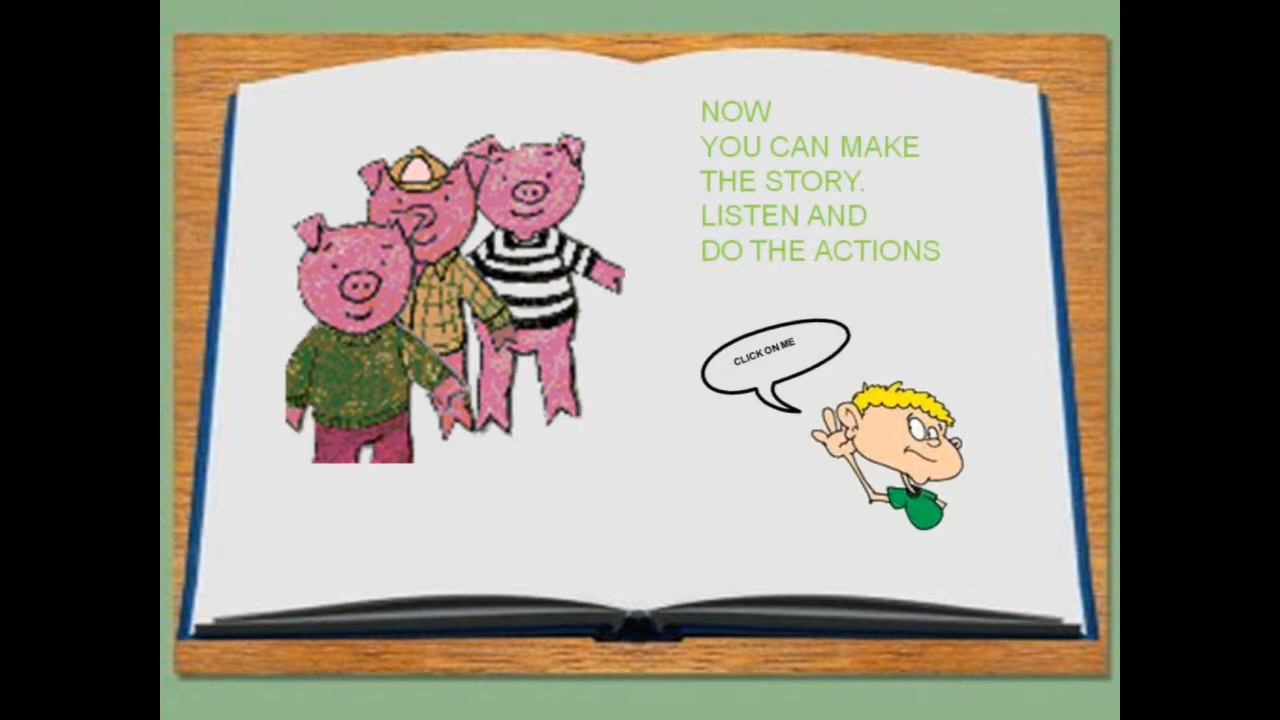 NOW
YOU CAN MAKE
THE STORY.
LISTEN AND
DO THE ACTIONS
CLICK ON ME